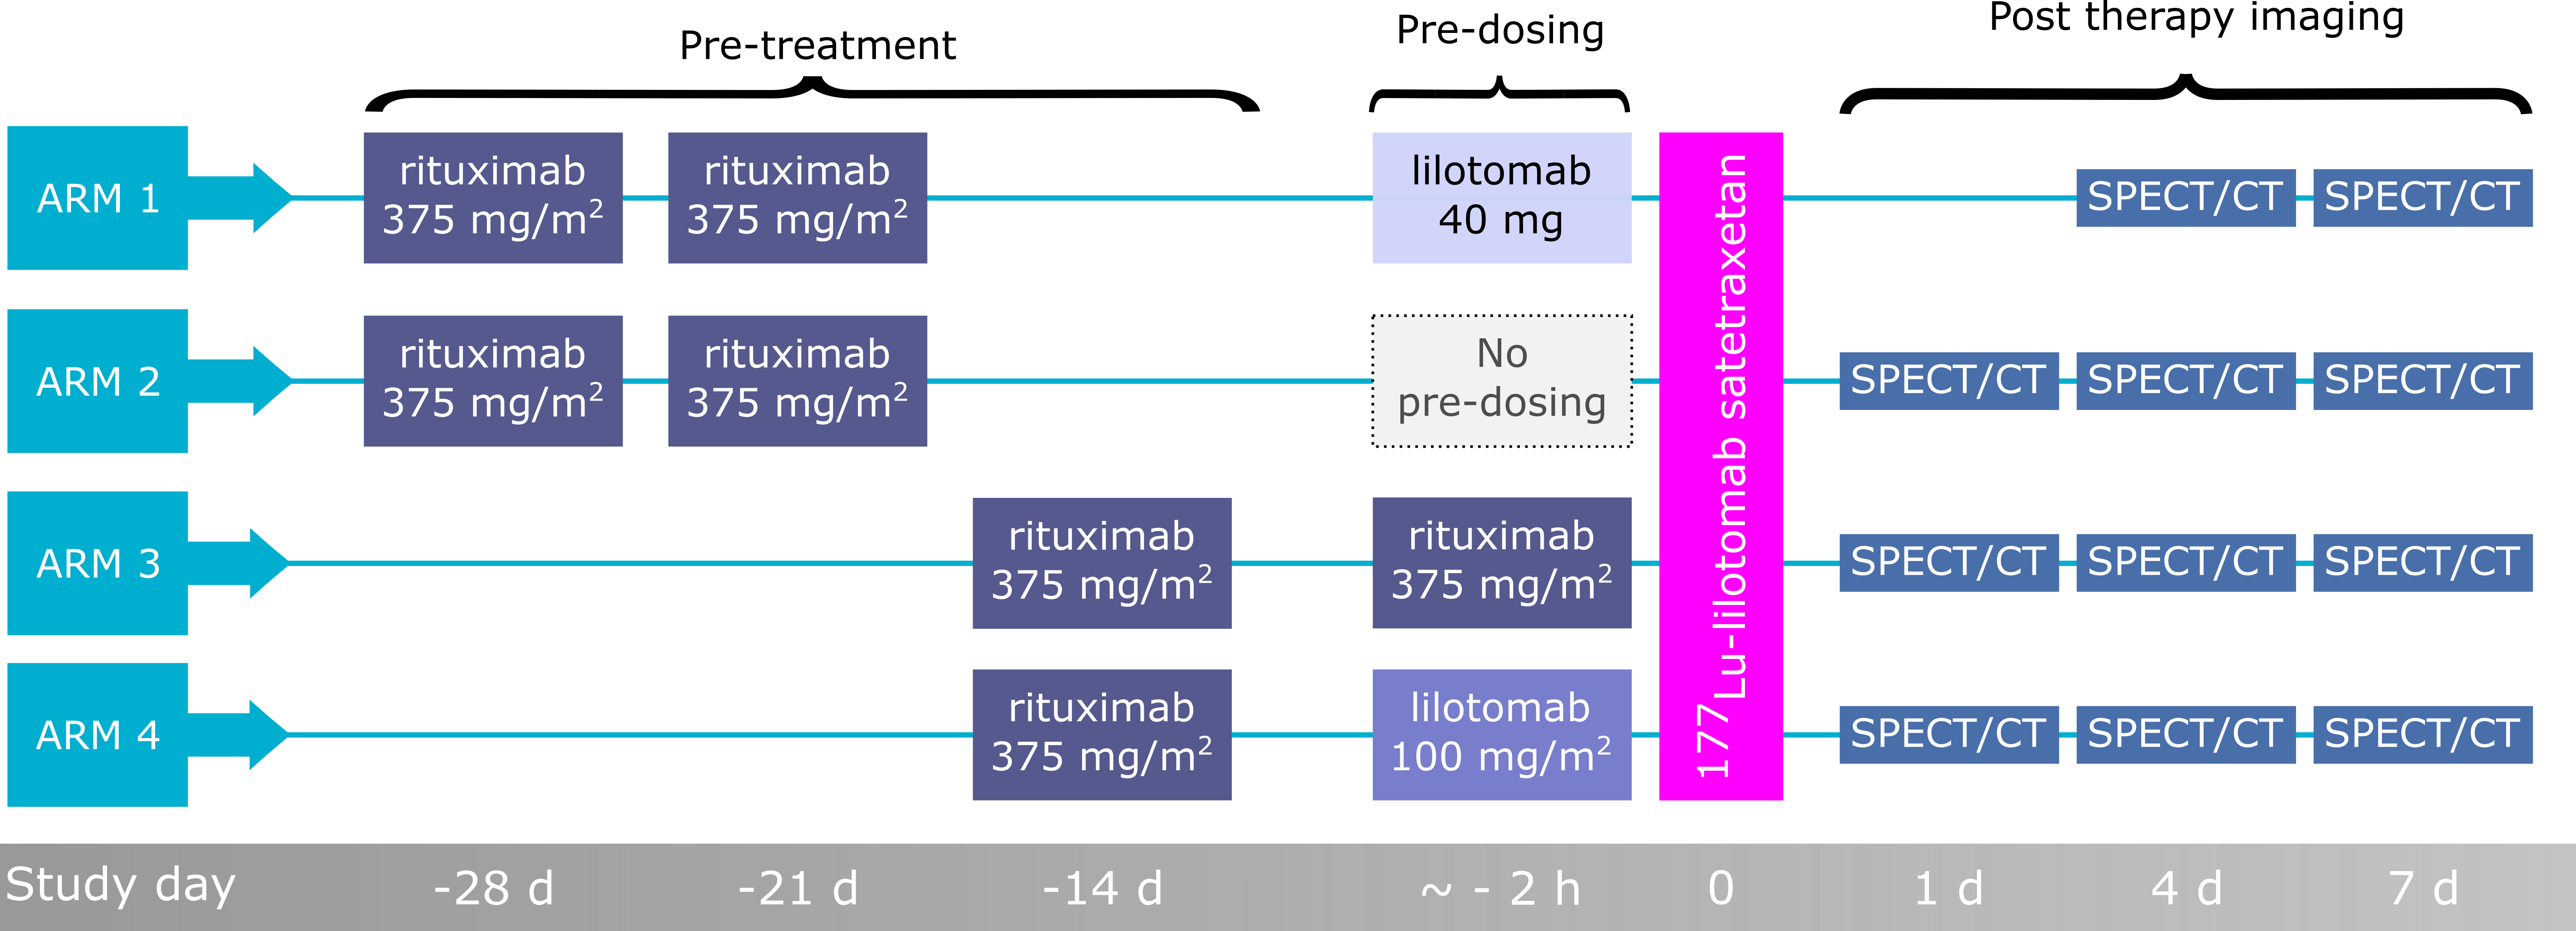 Pre-treatment
Pre-dosing
Post therapy imaging
ARM 1
rituximab
375 mg/m²
rituximab
375 mg/m²
lilotomab
40 mg
SPECT/CT
SPECT/CT
ARM 2
rituximab
375 mg/m²
rituximab
375 mg/m²
No
pre-dosing
SPECT/CT
SPECT/CT
SPECT/CT
ARM 3
rituximab
375 mg/m²
rituximab
375 mg/m²
SPECT/CT
SPECT/CT
SPECT/CT
ARM 4
rituximab
375 mg/m²
lilotomab
100 mg/m²
SPECT/CT
SPECT/CT
SPECT/CT
177Lu-lilotomab satetraxetan
Study day -28 d -21 d -14 d ~ - 2 h 0 1 d 4 d 7 d